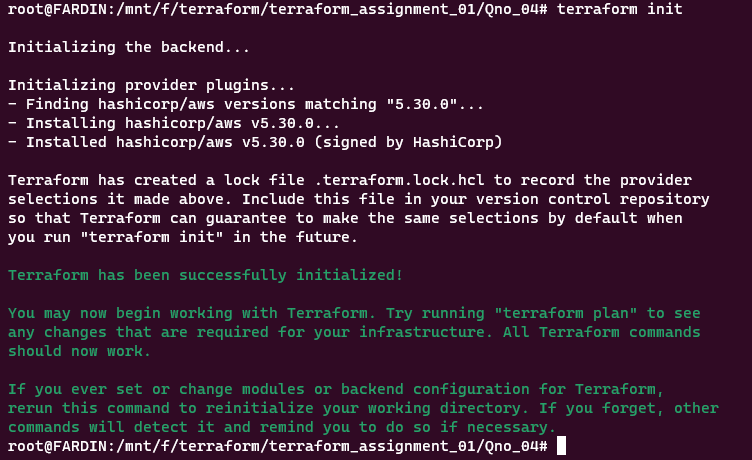 root@FARDIN:/mnt/f/terraform/terraform_assignment_01/Qno_04# terraform init
Initializing the backend...
Initializing provider plugins...
- Finding hashicorp/aws versions matching "5.30.0"...
- Installing hashicorp/aws v5.30.0...
- Installed hashicorp/aws v5.30.0 (signed by HashiCorp)
Terraform has created a lock file .terraform.lock.hcl to record the provider
selections it made above. Include this file in your version control repository
so that Terraform can guarantee to make the same selections by default when
you run "terraform init" in the future.
Terraform has been successfully initialized!
You may now begin working with Terraform. Try running "terraform plan" to see
any changes that are required for your infrastructure. All Terraform commands
should now work.
If you ever set or change modules or backend configuration for Terraform,
rerun this command to reinitialize your working directory. If you forget, other
commands will detect it and remind you to do so if necessary.
root@FARDIN:/mnt/f/terraform/terraform_assignment_01/Qno_04#